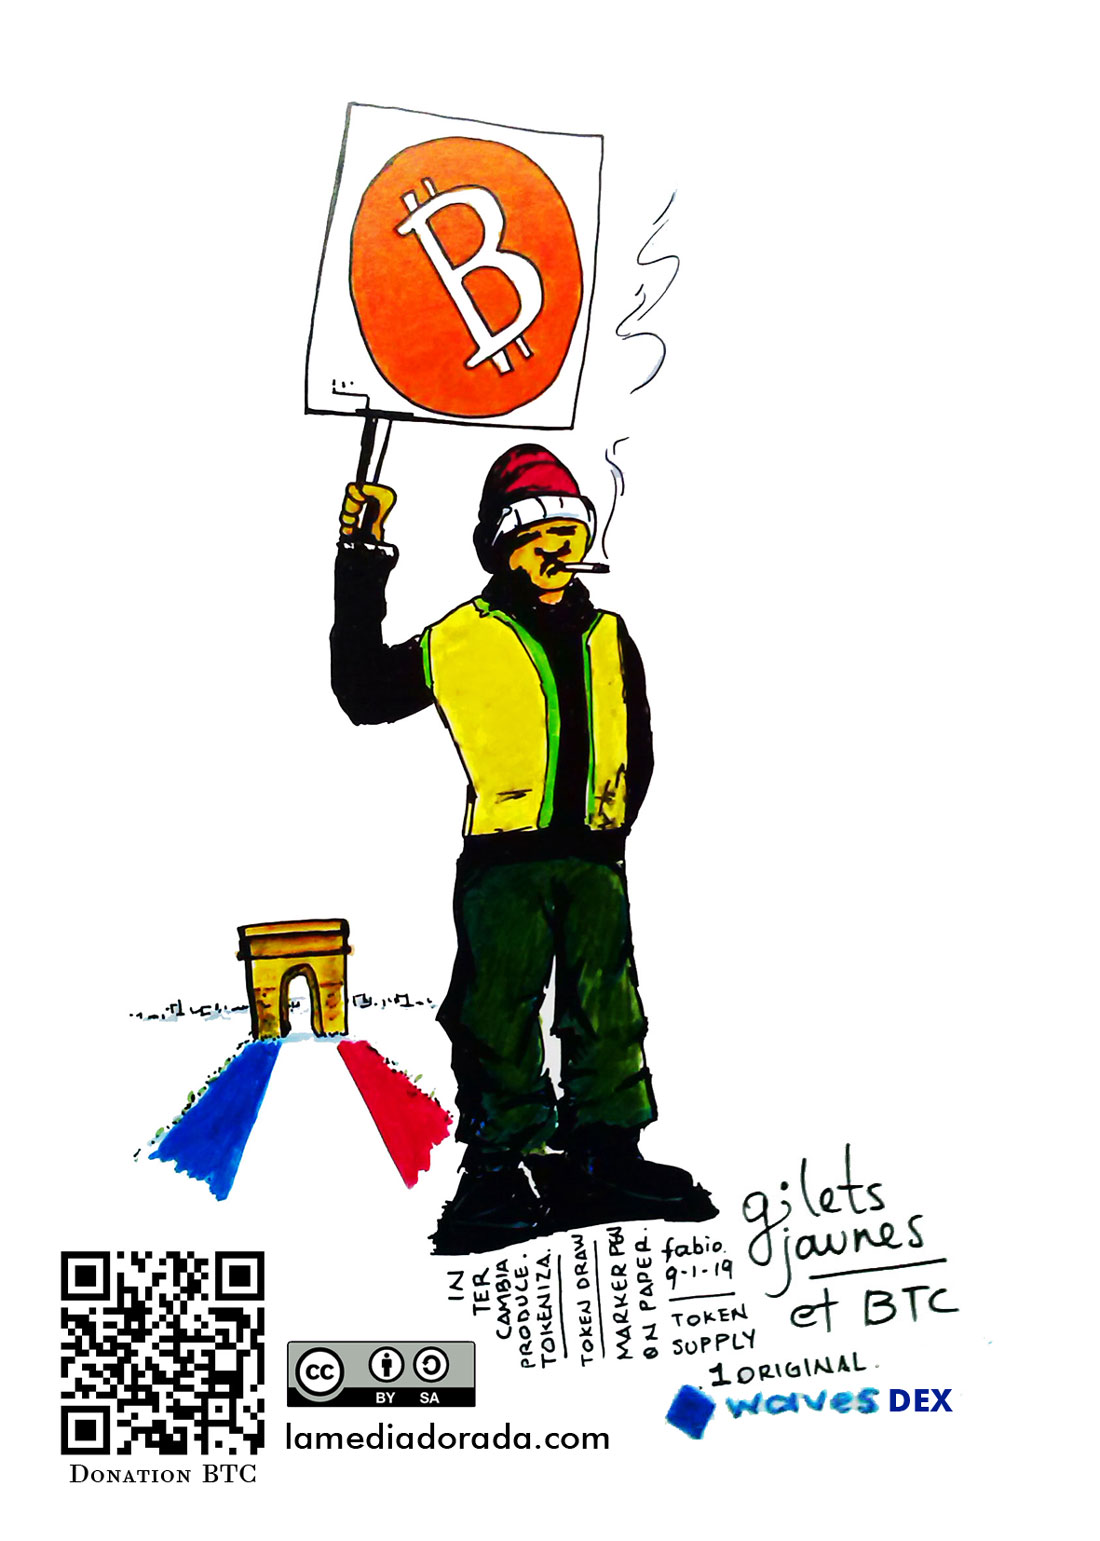 B
IN
TER
CAMBIA
PRODUCE.
TOKENIZA.
TOKEN DRAW
MARKER PEN
ON PAPER.
fabio.
9-1-19
TOKEN
SUPPLY
.1 ORIGINAL.
gilets
jaunes
et BTC
waves DEX
cc BY SA
lamediadorada.com
DONATION BTC